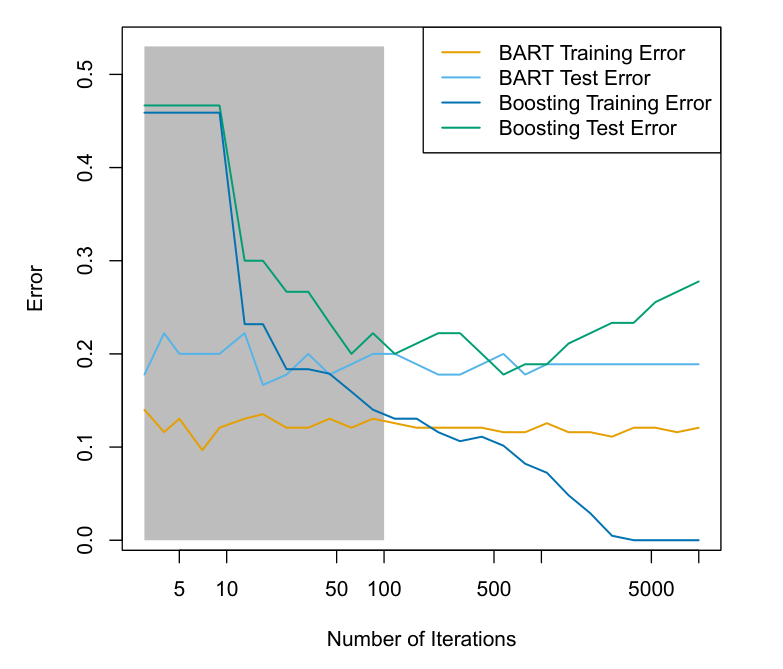 BART Training Error
BART Test Error
Boosting Training Error
Boosting Test Error
Error
0.5
0.4
0.3
0.2
0.1
0.0
5 10 50 100 500 5000
Number of Iterations